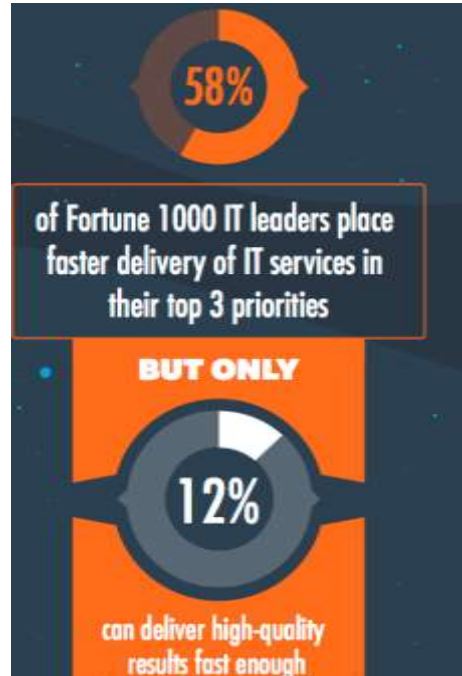 58%
of Fortune 1000 IT leaders place
faster delivery of IT services in
their top 3 priorities
BUT ONLY
12%
can deliver high-quality
results fast enough